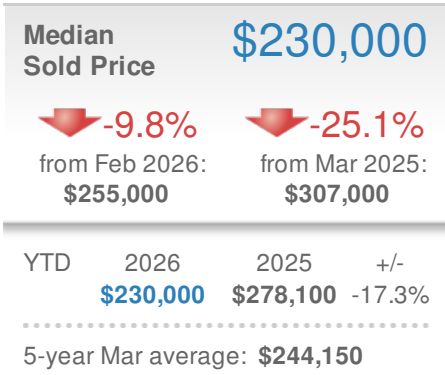 Median
Sold Price
$230,000
-9.8%
from Feb 2026:
$255,000
-25.1%
from Mar 2025:
$307,000
YTD 2026 2025 +/-
$230,000 $278,100 -17.3%
5-year Mar average: $244,150